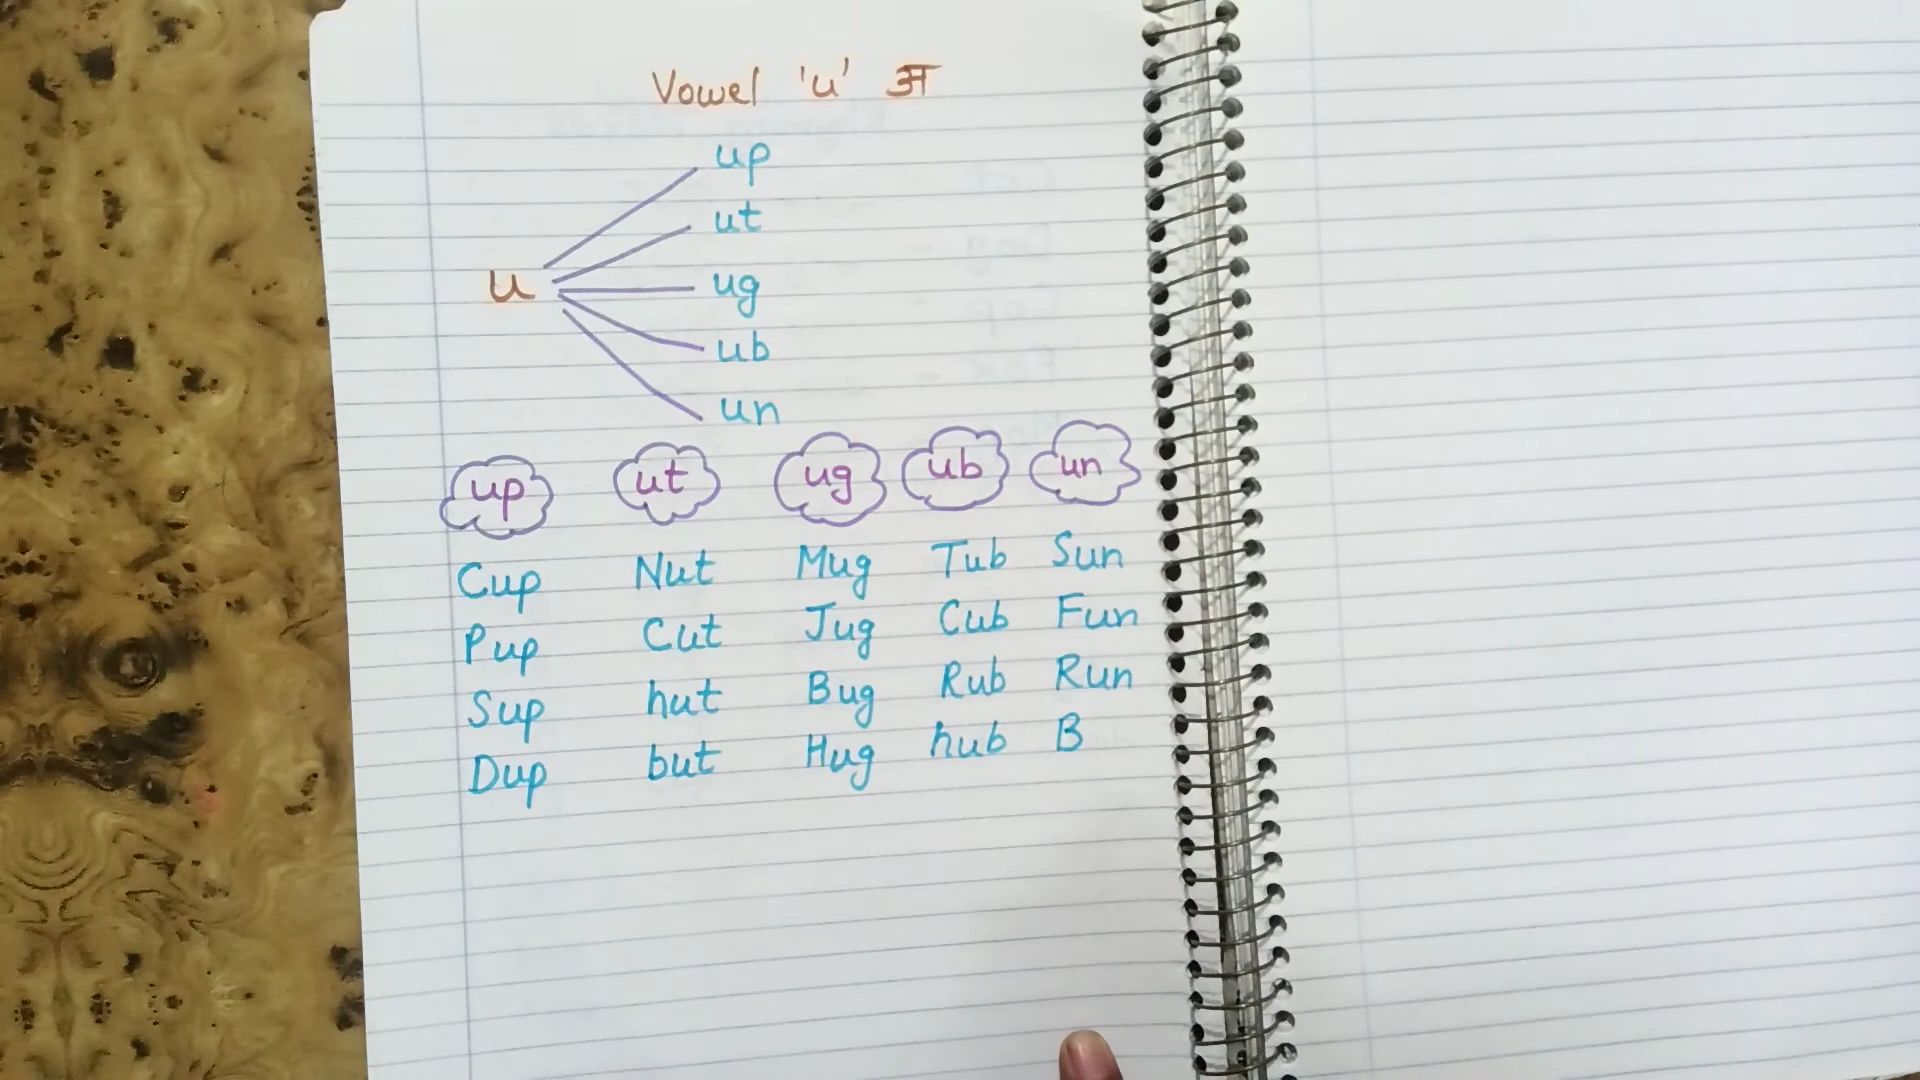 Vowel 'u' अ
up
ut
u
ug
ub
un
up ut ug ub un
Cup Nut Mug Tub Sun
Pup Cut Jug Cub Fun
Sup hut Bug Rub Run
Dup but Hug hub B